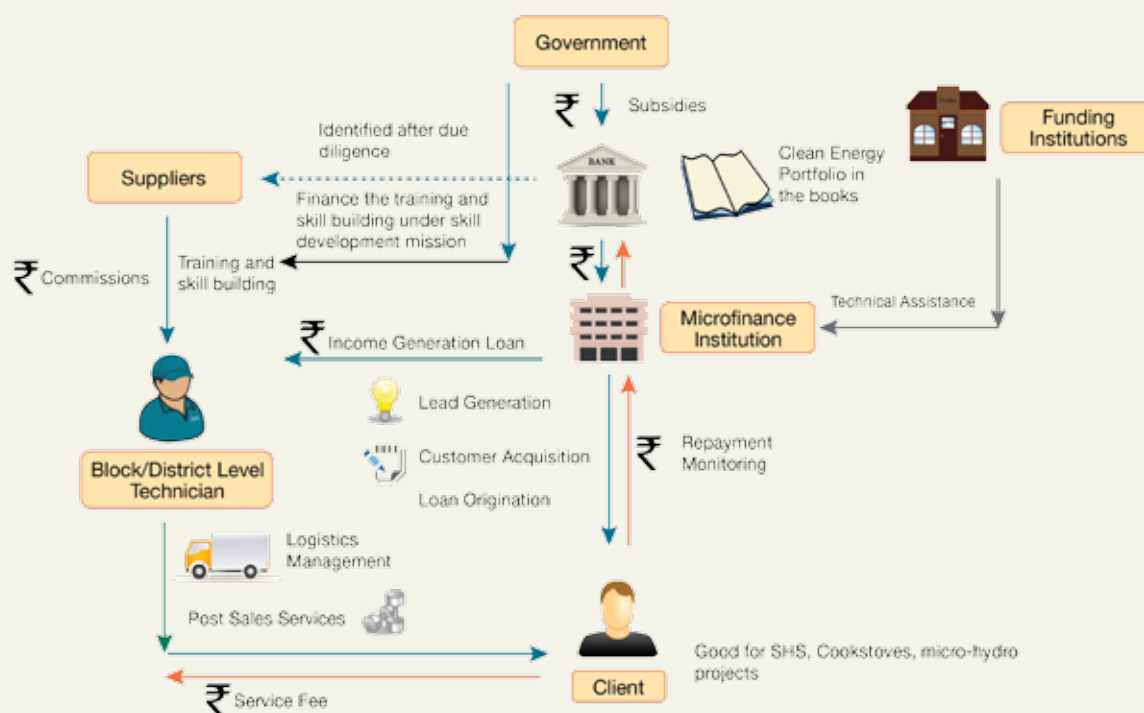 Government
₹
Subsidies
BANK
Clean Energy
Portfolio in
the books
Funding
Institutions
Identified after due
diligence
Suppliers
Finance the training and
skill building under skill
development mission
Training and
skill building
₹ Commissions
₹
Microfinance
Institution
Technical Assistance
₹ Income Generation Loan
Lead Generation
Customer Acquisition
Loan Origination
₹
Repayment
Monitoring
Block/District Level
Technician
Logistics
Management
Post Sales Services
Good for SHS, Cookstoves, micro-hydro
projects
Client
₹ Service Fee